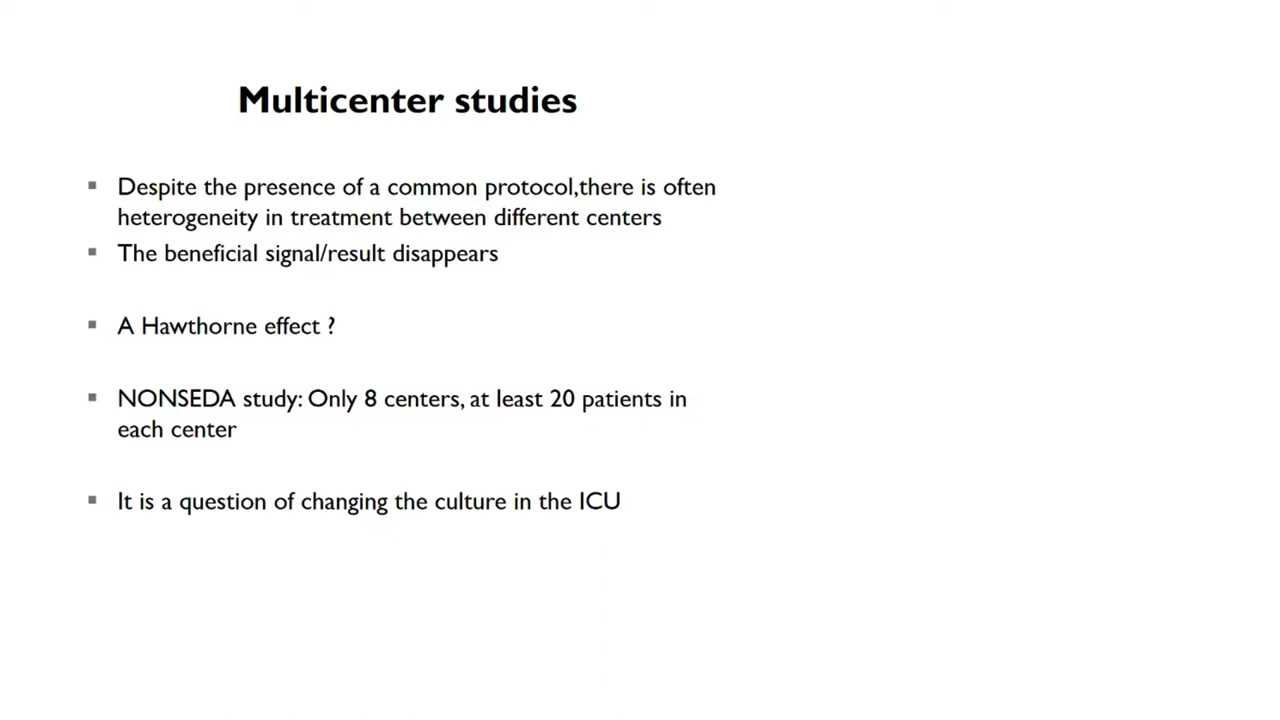 Multicenter studies
▪ Despite the presence of a common protocol,there is often
heterogeneity in treatment between different centers
▪ The beneficial signal/result disappears
▪ A Hawthorne effect ?
▪ NONSEDA study: Only 8 centers, at least 20 patients in
each center
▪ It is a question of changing the culture in the ICU